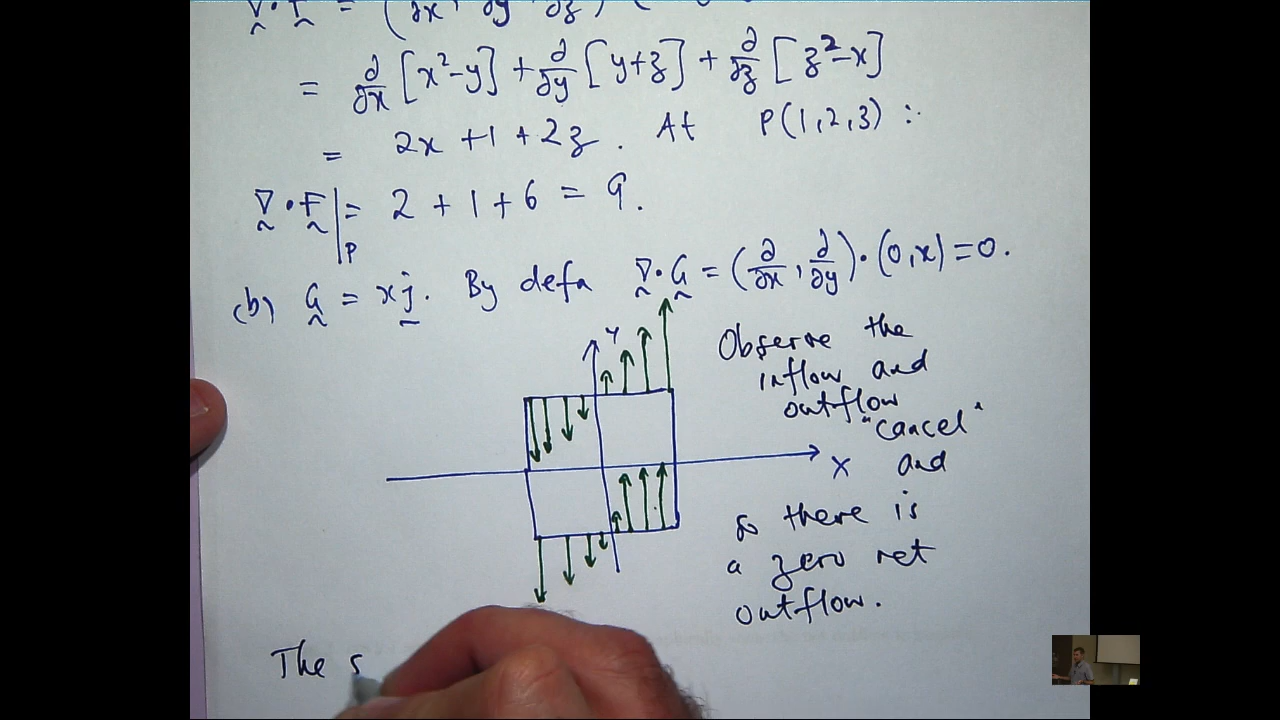 ∇·F = (∂/∂x, ∂/∂y, ∂/∂z)
= ∂/∂x [x²-y] + ∂/∂y [y+z] + ∂/∂z [z²-x]
= 2x +1 +2z. At P(1,2,3):
∇·F|P = 2 + 1 + 6 = 9.
(b) G = xj. By defn ∇·G = (∂/∂x, ∂/∂y)·(0,x)=0.
y
x
Observe the
inflow and
outflow
"cancel"
and
so there is
a zero net
outflow.
The s